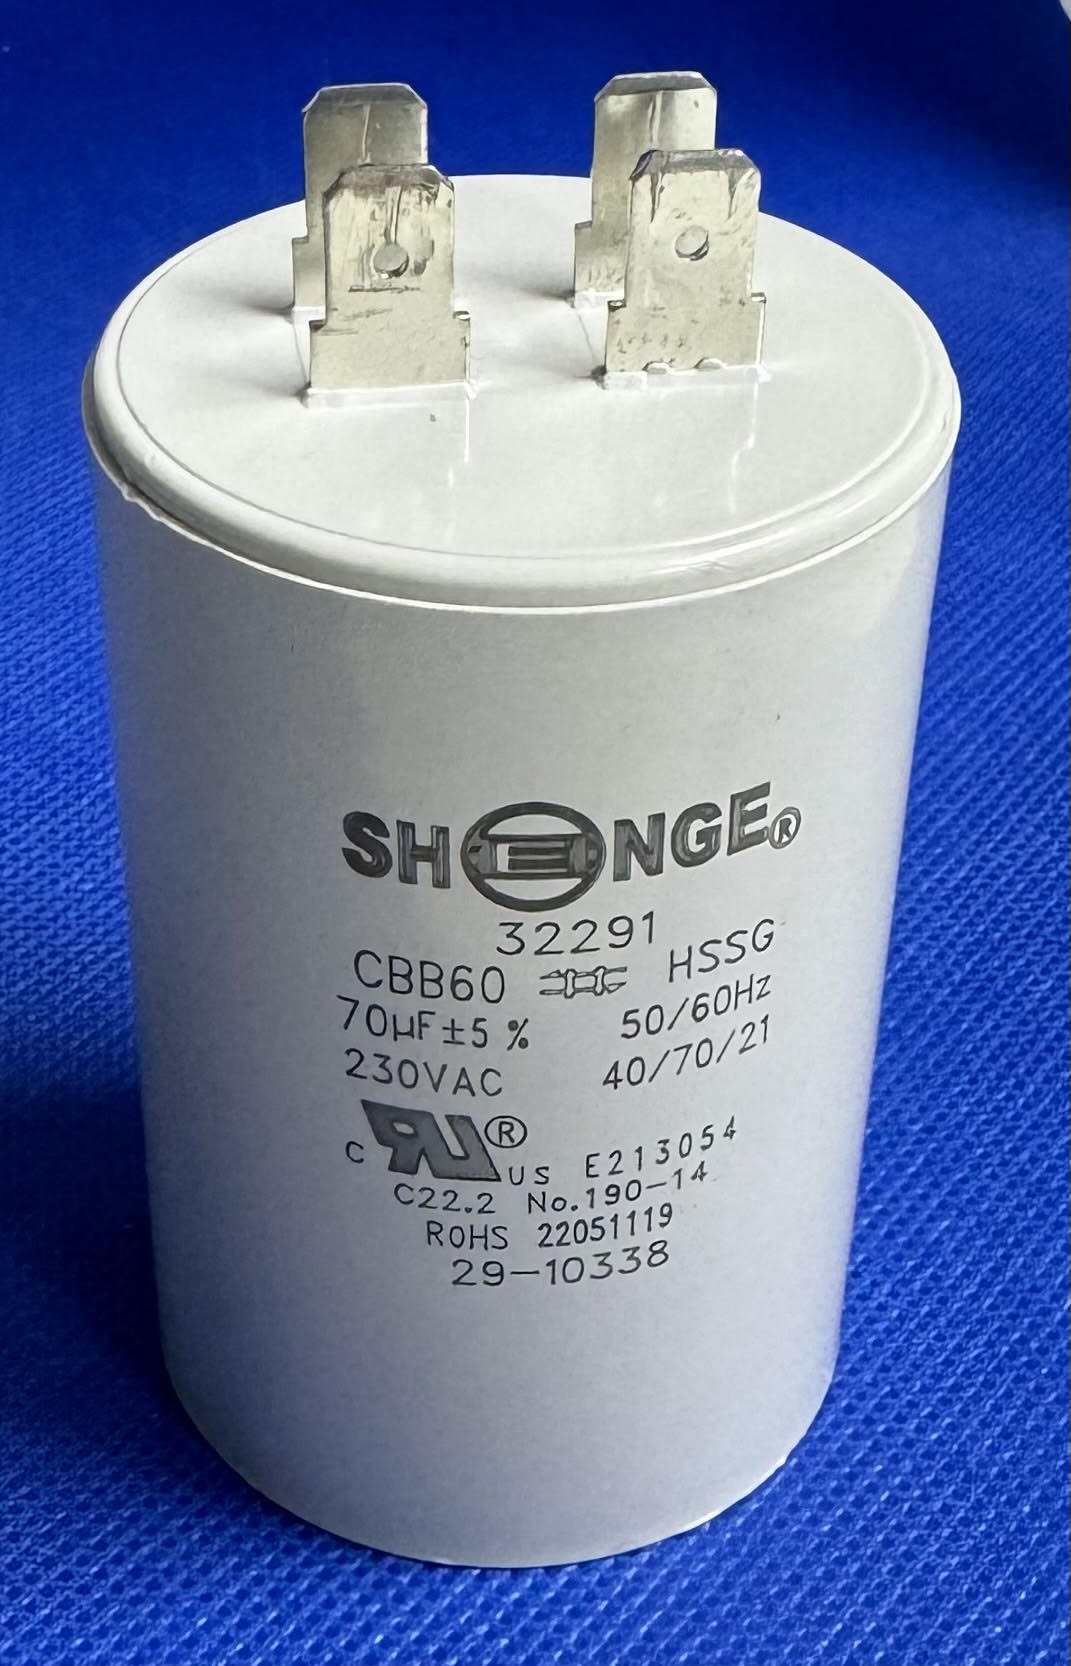 SHENGE®
32291
CBB60 HSSG
70μF±5 % 50/60Hz
230VAC 40/70/21
C RU® US E213054
C22.2 No.190-14
ROHS 22051119
29-10338